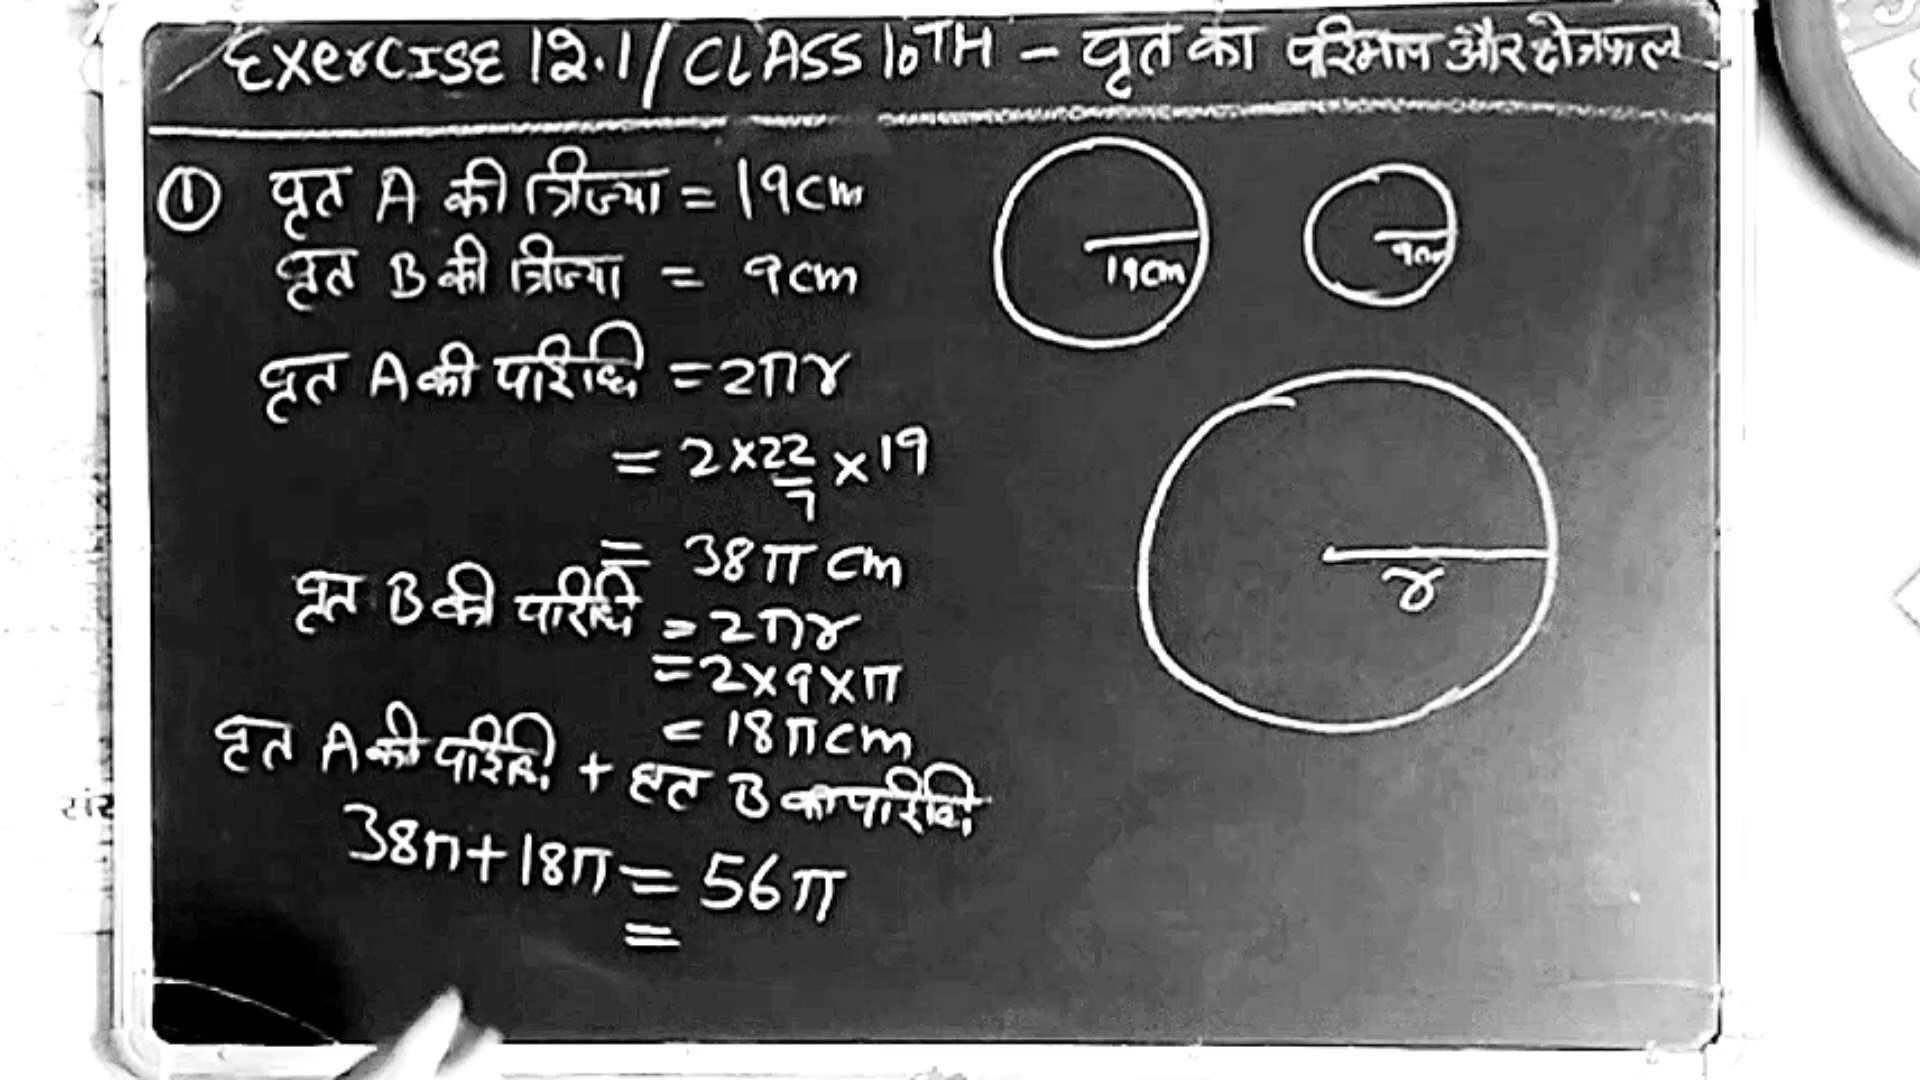 Exercise 12.1/CLASS 10TH - वृत का परिमाप और क्षेत्रफल
① वृत A की त्रिज्या = 19cm
वृत B की त्रिज्या = 9cm
19cm
9cm
वृत A की परिधि = 2πr
= 2×22/7 ×19
= 38π cm
वृत B की परिधि = 2πr
= 2×9×π
= 18π cm
r
वृत A की परिधि + वृत B की परिधि
38π+18π = 56π
=